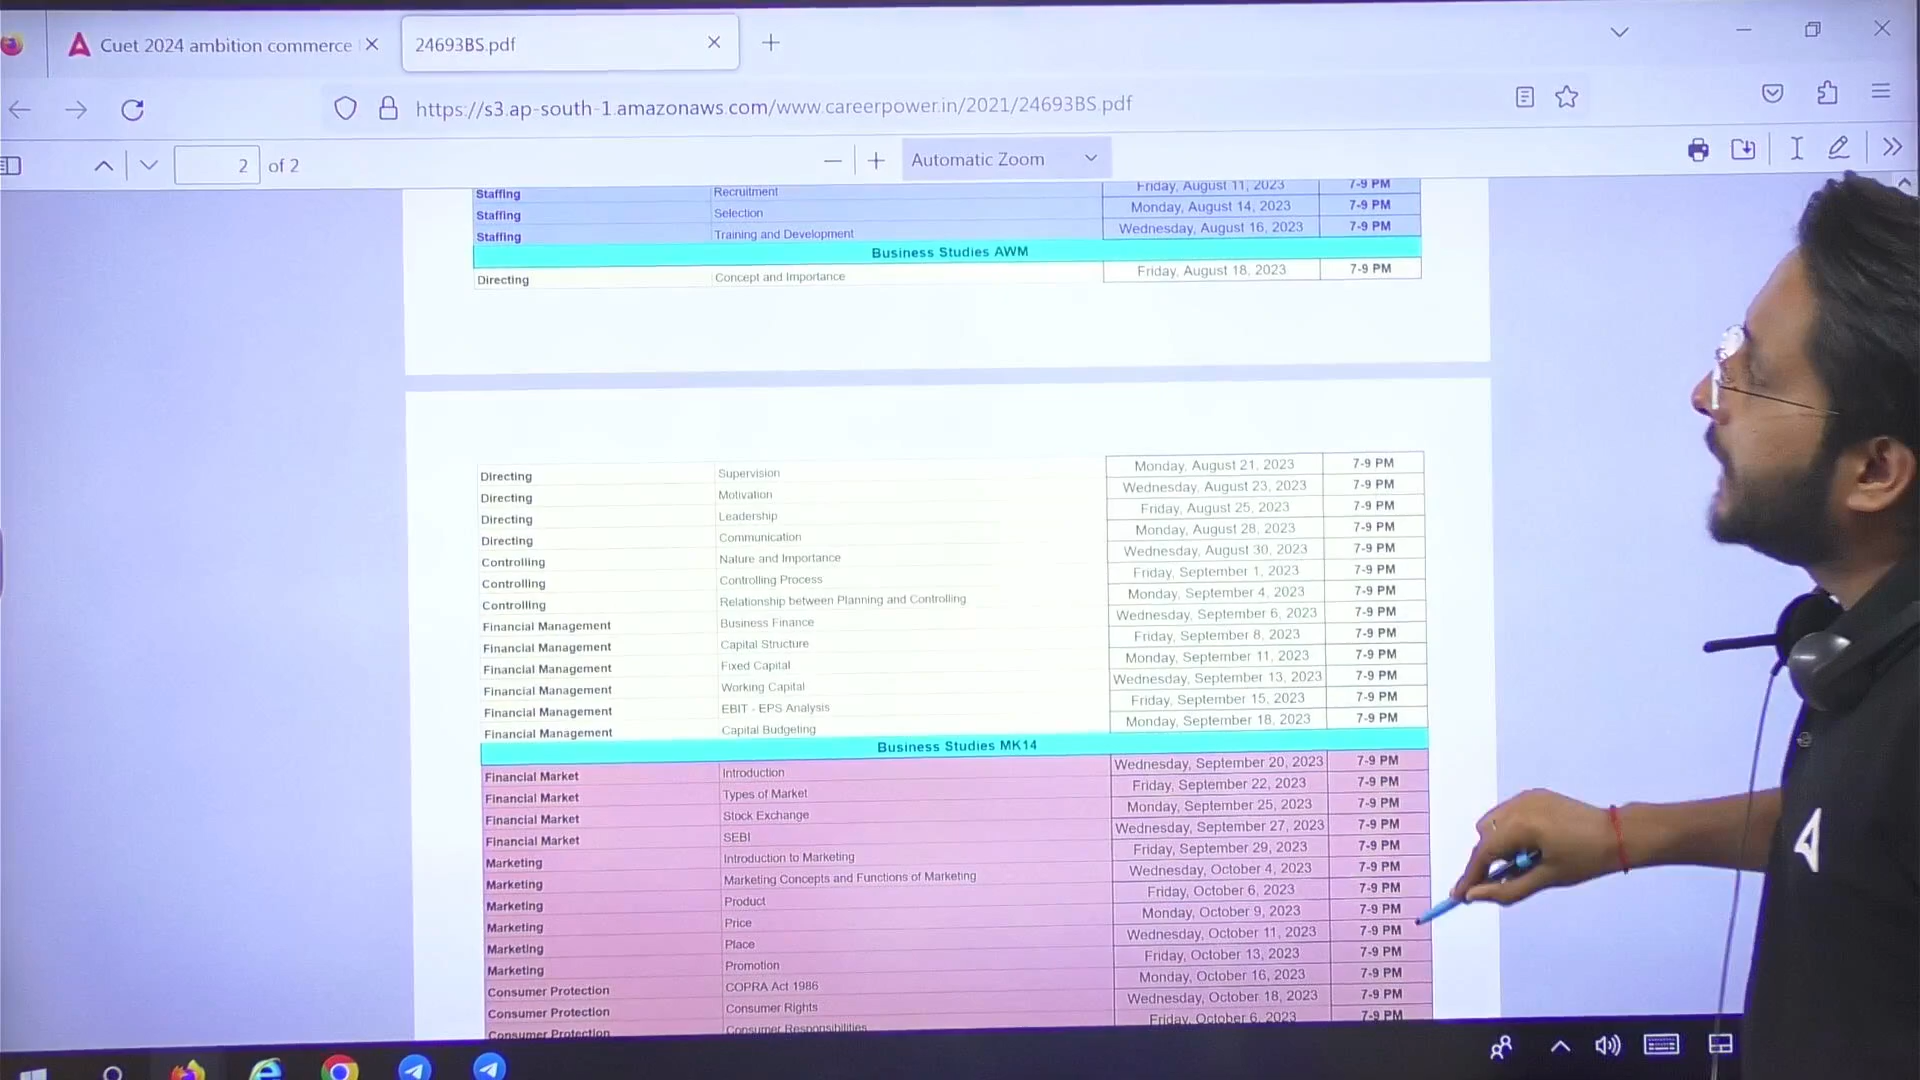 Cuet 2024 ambition commerce
24693BS.pdf
https://s3.ap-south-1.amazonaws.com/www.careerpower.in/2021/24693BS.pdf
2 of 2
Automatic Zoom
Staffing Recruitment Friday, August 11, 2023 7-9 PM
Staffing Selection Monday, August 14, 2023 7-9 PM
Staffing Training and Development Wednesday, August 16, 2023 7-9 PM
Business Studies AWM
Directing Concept and Importance Friday, August 18, 2023 7-9 PM
Directing Supervision Monday, August 21, 2023 7-9 PM
Directing Motivation Wednesday, August 23, 2023 7-9 PM
Directing Leadership Friday, August 25, 2023 7-9 PM
Directing Communication Monday, August 28, 2023 7-9 PM
Controlling Nature and Importance Wednesday, August 30, 2023 7-9 PM
Controlling Controlling Process Friday, September 1, 2023 7-9 PM
Controlling Relationship between Planning and Controlling Monday, September 4, 2023 7-9 PM
Financial Management Business Finance Wednesday, September 6, 2023 7-9 PM
Financial Management Capital Structure Friday, September 8, 2023 7-9 PM
Financial Management Fixed Capital Monday, September 11, 2023 7-9 PM
Financial Management Working Capital Wednesday, September 13, 2023 7-9 PM
Financial Management EBIT - EPS Analysis Friday, September 15, 2023 7-9 PM
Financial Management Capital Budgeting Monday, September 18, 2023 7-9 PM
Business Studies MK14
Financial Market Introduction Wednesday, September 20, 2023 7-9 PM
Financial Market Types of Market Friday, September 22, 2023 7-9 PM
Financial Market Stock Exchange Monday, September 25, 2023 7-9 PM
Financial Market SEBI Wednesday, September 27, 2023 7-9 PM
Marketing Introduction to Marketing Friday, September 29, 2023 7-9 PM
Marketing Marketing Concepts and Functions of Marketing Wednesday, October 4, 2023 7-9 PM
Marketing Product Friday, October 6, 2023 7-9 PM
Marketing Price Monday, October 9, 2023 7-9 PM
Marketing Place Wednesday, October 11, 2023 7-9 PM
Marketing Promotion Friday, October 13, 2023 7-9 PM
Consumer Protection COPRA Act 1986 Monday, October 16, 2023 7-9 PM
Consumer Protection Consumer Rights Wednesday, October 18, 2023 7-9 PM
Consumer Protection Consumer Responsibilities Friday, October 6, 2023 7-9 PM